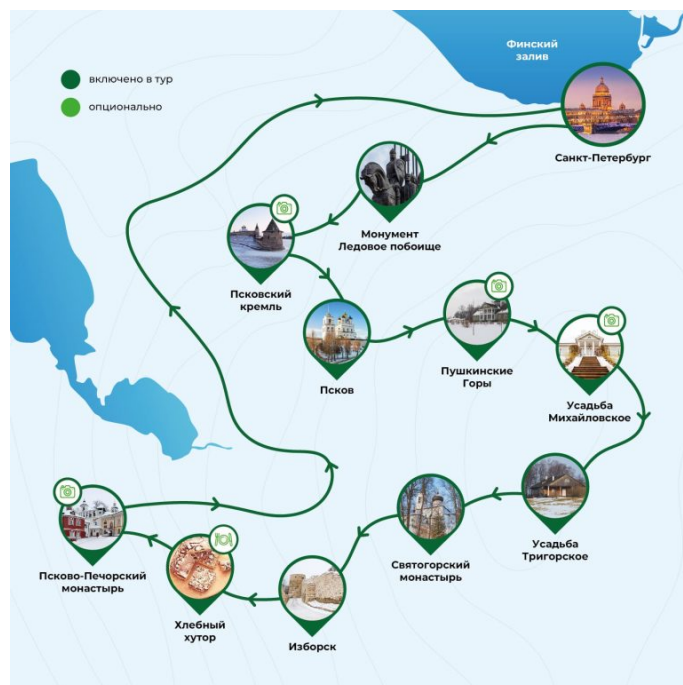 Финский
залив
включено в тур
опционально
Санкт-Петербург
Монумент
Ледовое побоище
Псковский
кремль
Псков
Пушкинские
Горы
Усадьба
Михайловское
Усадьба
Тригорское
Святогорский
монастырь
Изборск
Хлебный
хутор
Псково-Печорский
монастырь